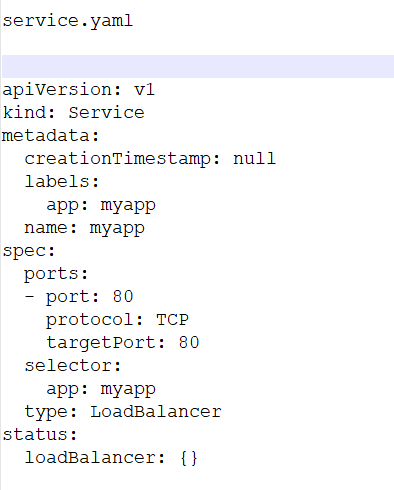 service.yaml
apiVersion: v1
kind: Service
metadata:
  creationTimestamp: null
  labels:
    app: myapp
  name: myapp
spec:
  ports:
  - port: 80
    protocol: TCP
    targetPort: 80
  selector:
    app: myapp
  type: LoadBalancer
status:
  loadBalancer: {}